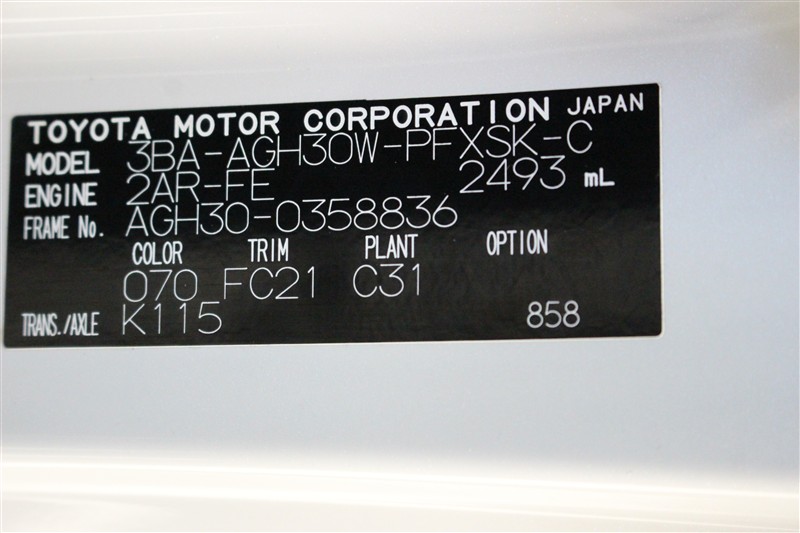 TOYOTA MOTOR CORPORATION JAPAN
MODEL 3BA-AGH30W-PFXSK-C
ENGINE 2AR-FE 2493 mL
FRAME No. AGH30-0358836
COLOR TRIM PLANT OPTION
070 FC21 C31
TRANS./AXLE K115 858